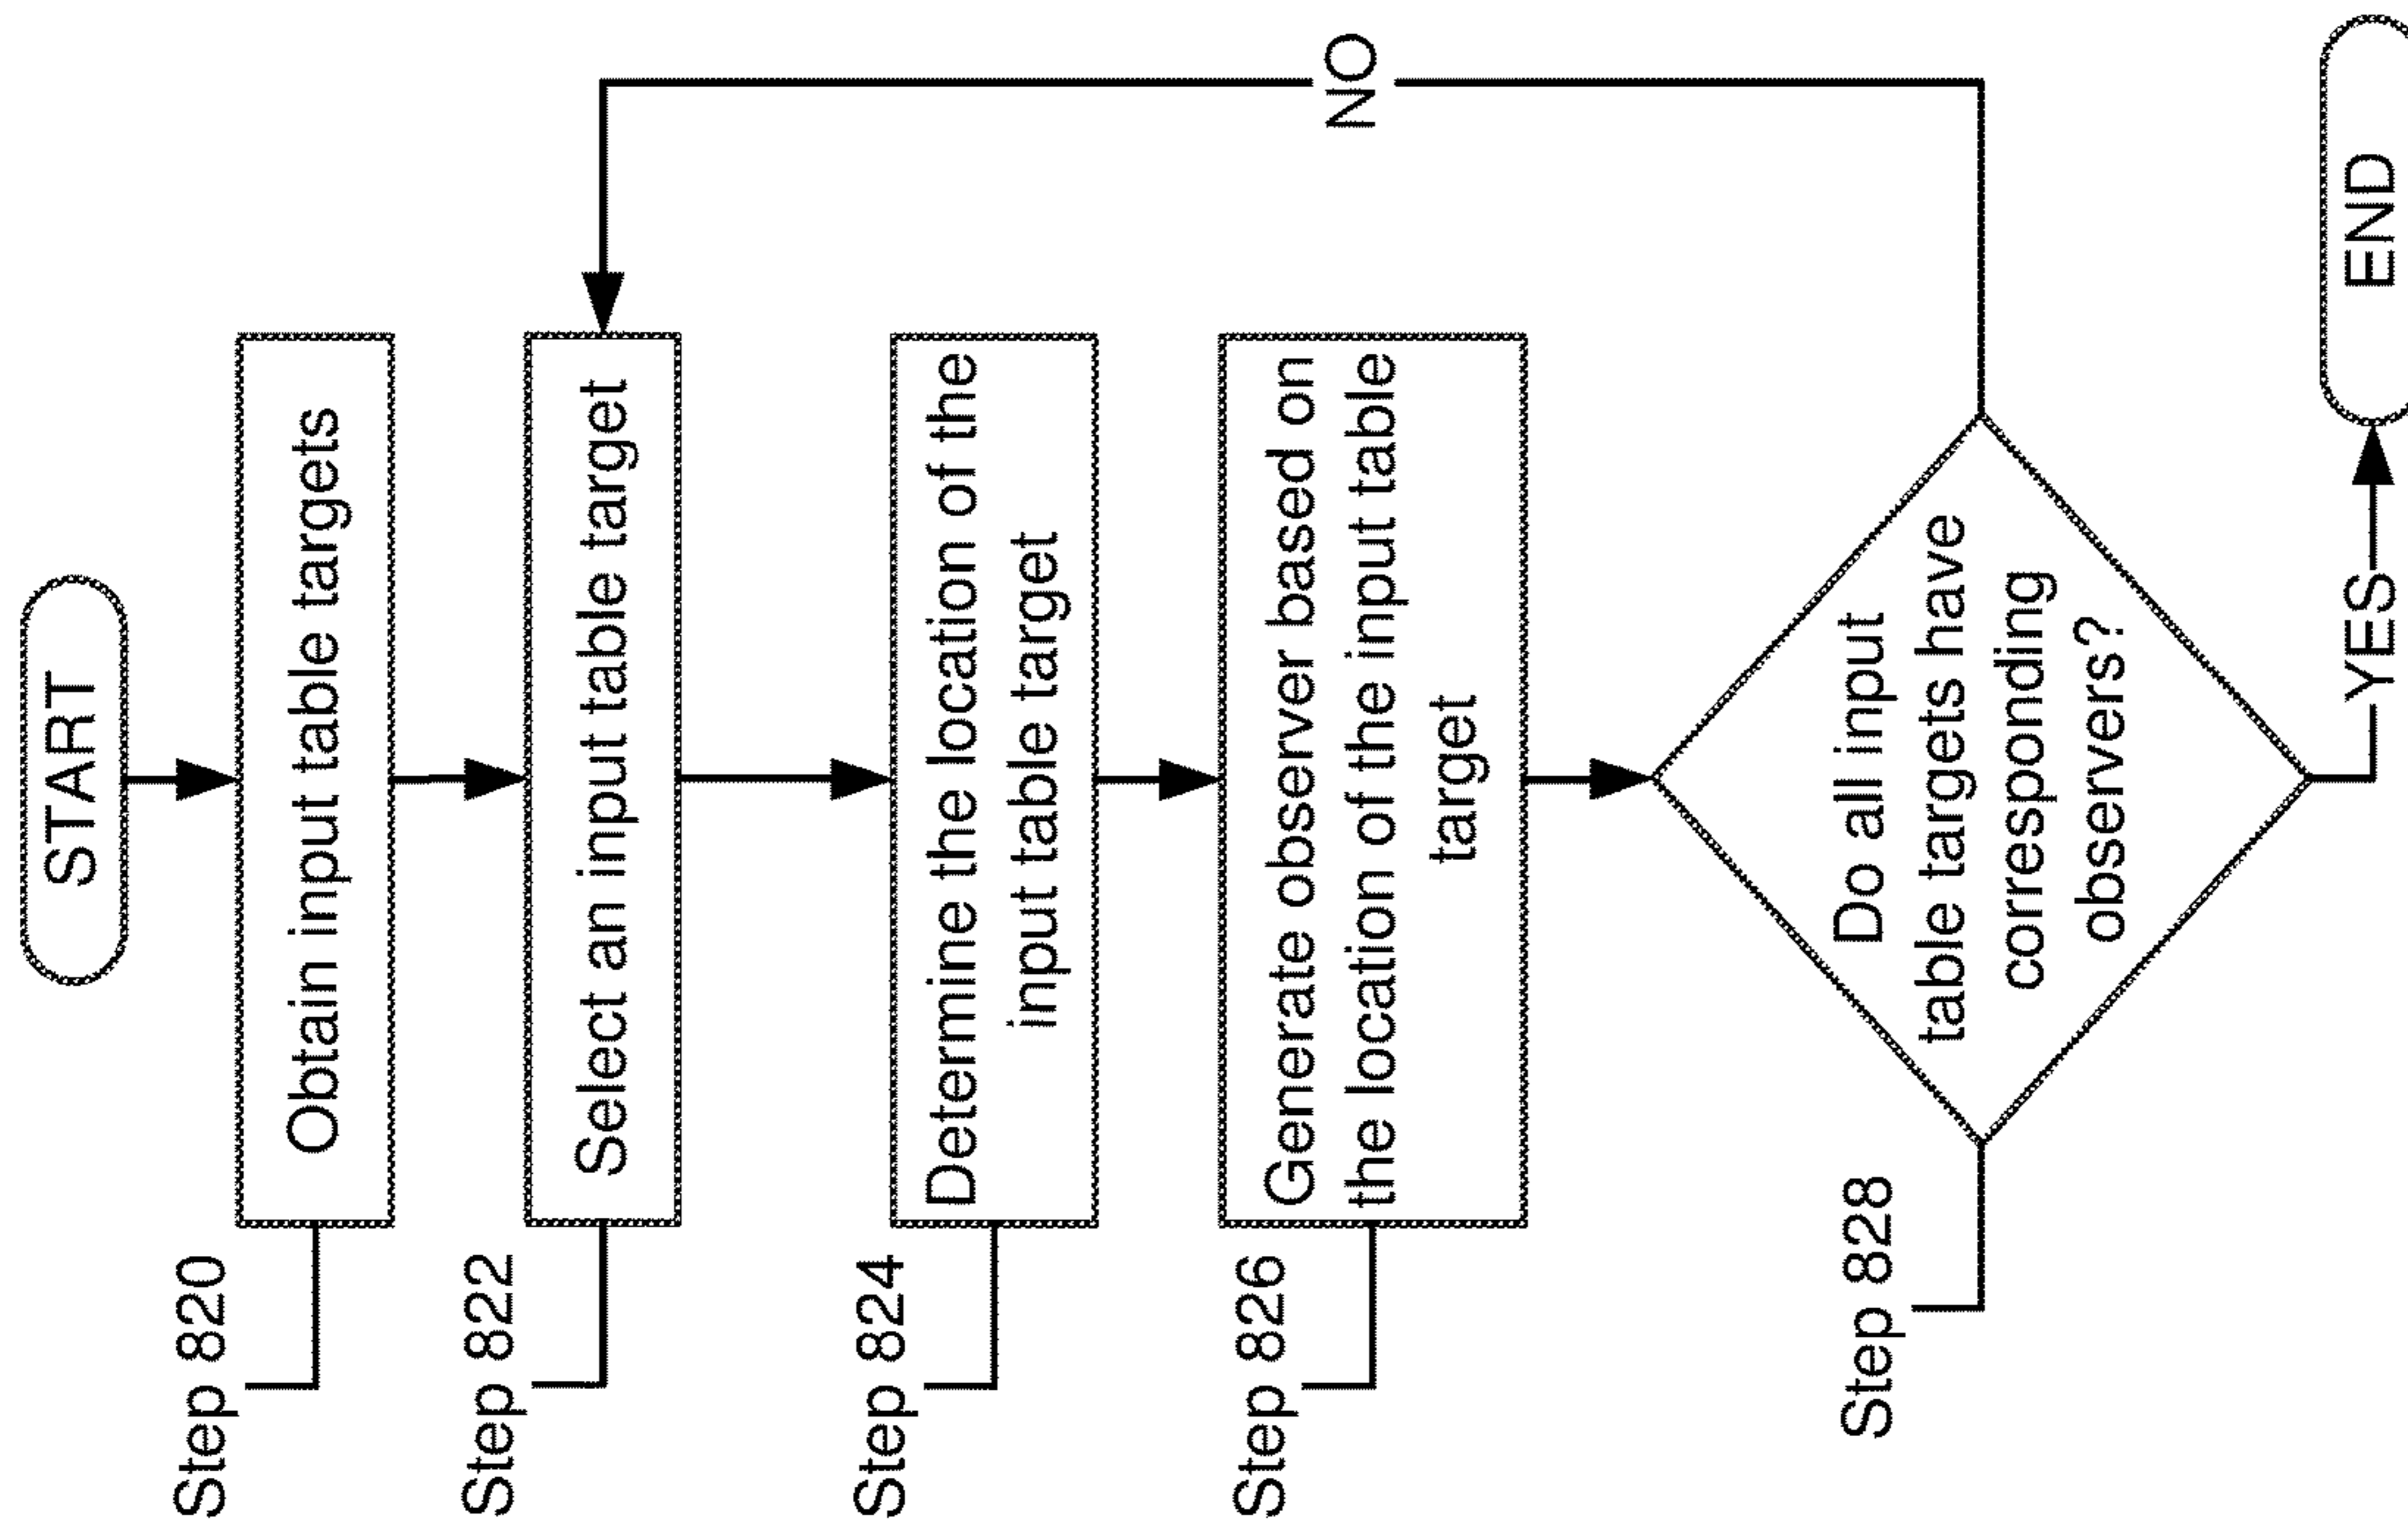 START
Step 820
Obtain input table targets
Step 822
Select an input table target
Step 824
Determine the location of the
input table target
Step 826
Generate observer based on
the location of the input table
target
Step 828
Do all input
table targets have
corresponding
observers?
NO
YES
END